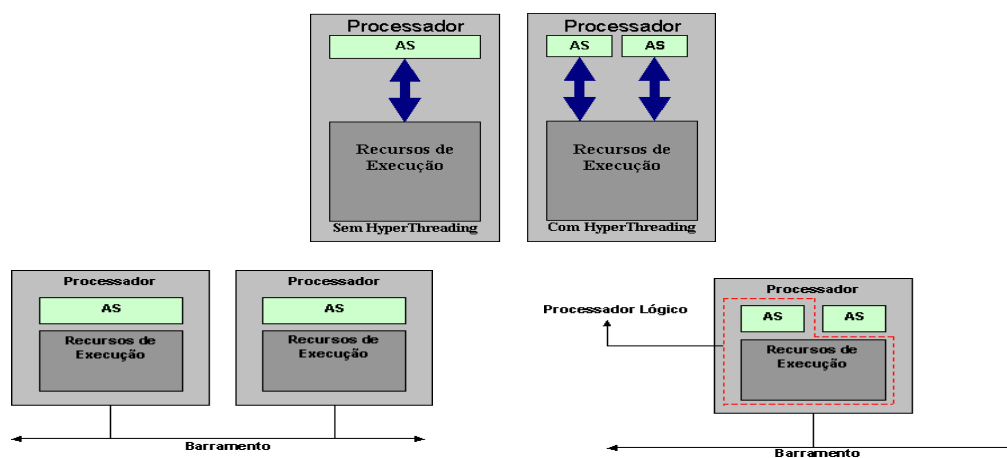 Processador
AS
Recursos de
Execução
Sem HyperThreading
Processador
AS
AS
Recursos de
Execução
Com HyperThreading
Processador
AS
Recursos de
Execução
Processador
AS
Recursos de
Execução
Barramento
Processador Lógico
Processador
AS
AS
Recursos de
Execução
Barramento